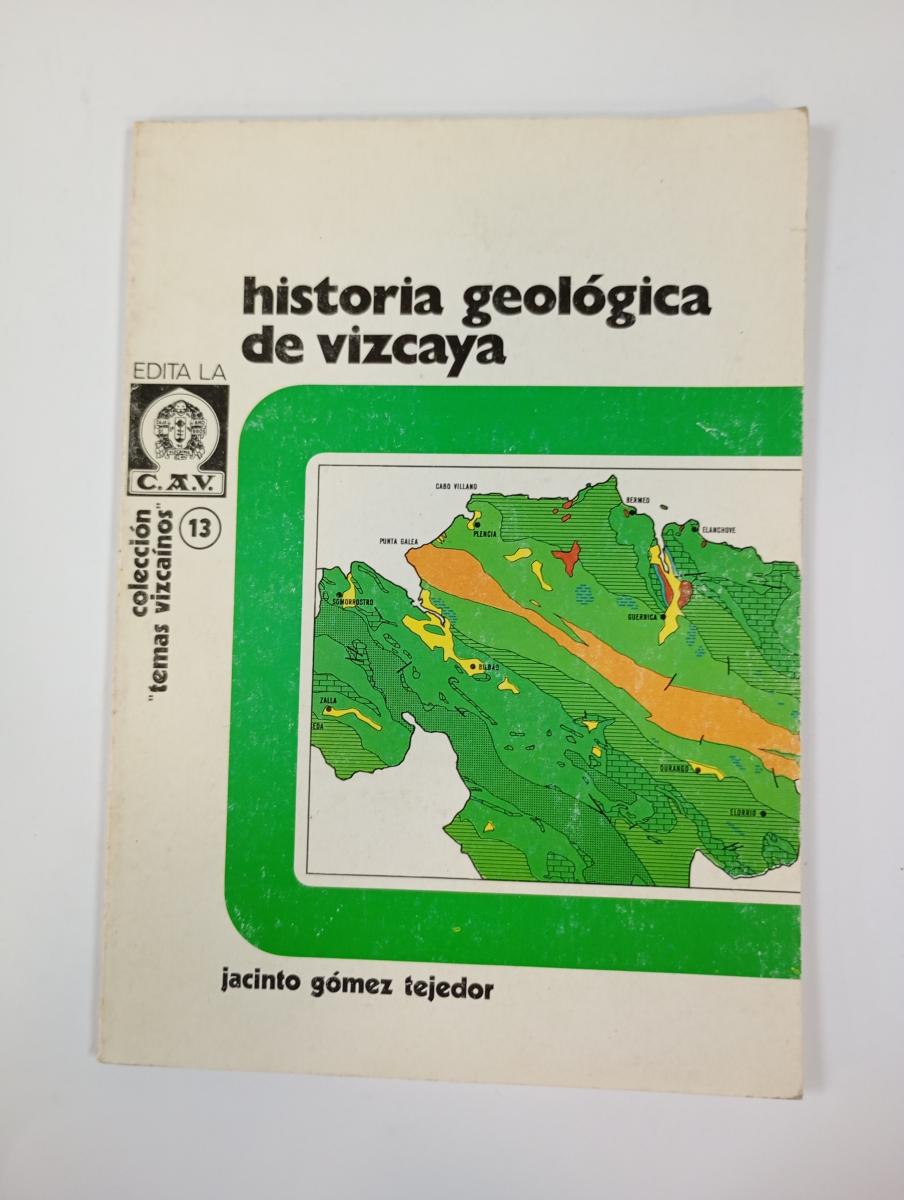 historia geológica
de vizcaya
EDITA LA
C.A.V.
colección
"temas vizcaínos"
13
CABO VILLANO
BERMEO
PLENCIA
ELANCHOVE
PUNTA GALEA
SOMORROSTRO
GUERNICA
BILBAO
ZALLA
EDA
DURANGO
ELORRIO
jacinto gómez tejedor